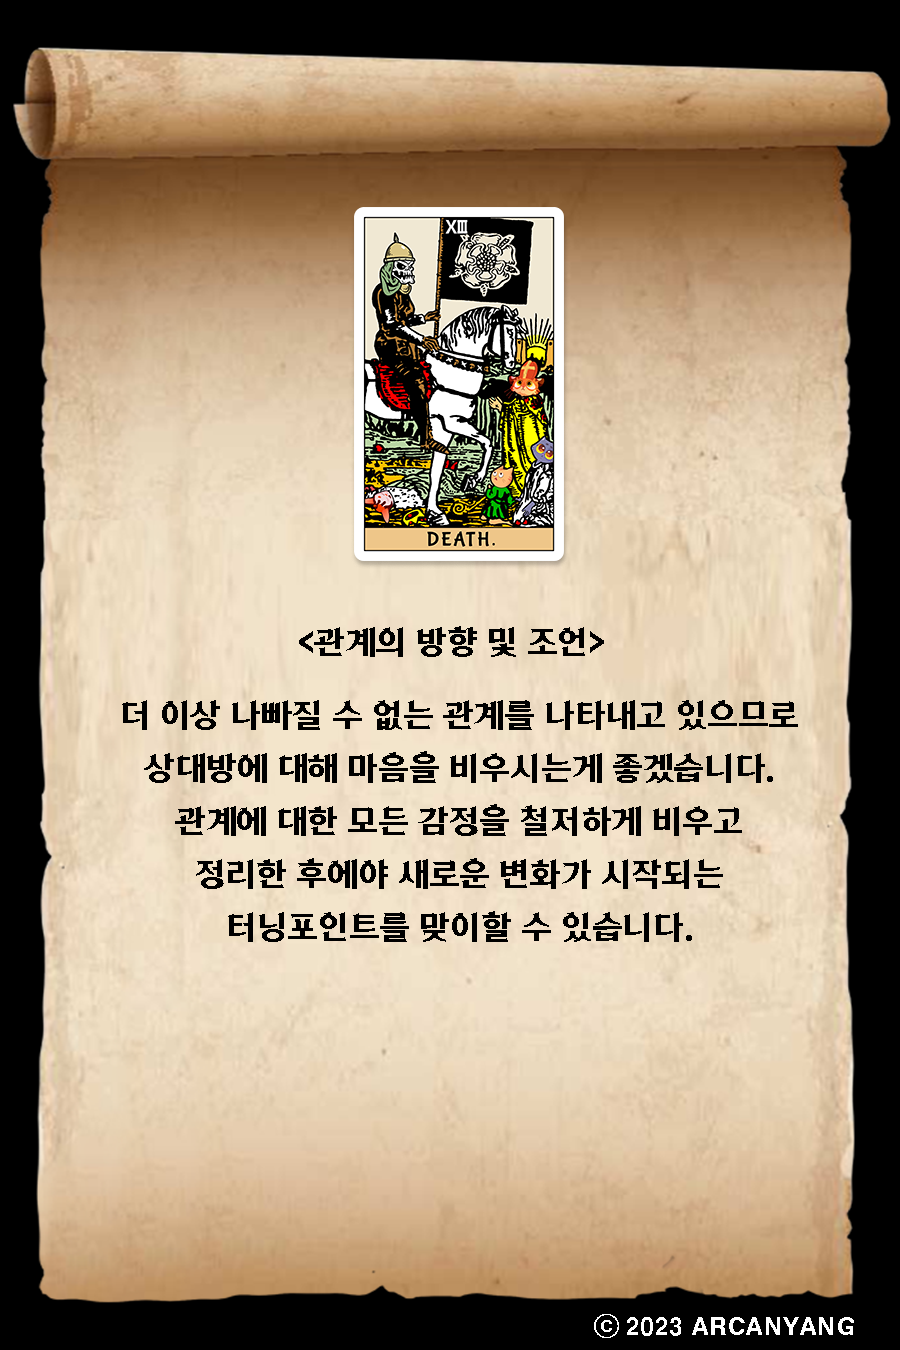 XIII
DEATH.
<관계의 방향 및 조언>
더 이상 나빠질 수 없는 관계를 나타내고 있으므로
상대방에 대해 마음을 비우시는게 좋겠습니다.
관계에 대한 모든 감정을 철저하게 비우고
정리한 후에야 새로운 변화가 시작되는
터닝포인트를 맞이할 수 있습니다.
ⓒ 2023 ARCANYANG